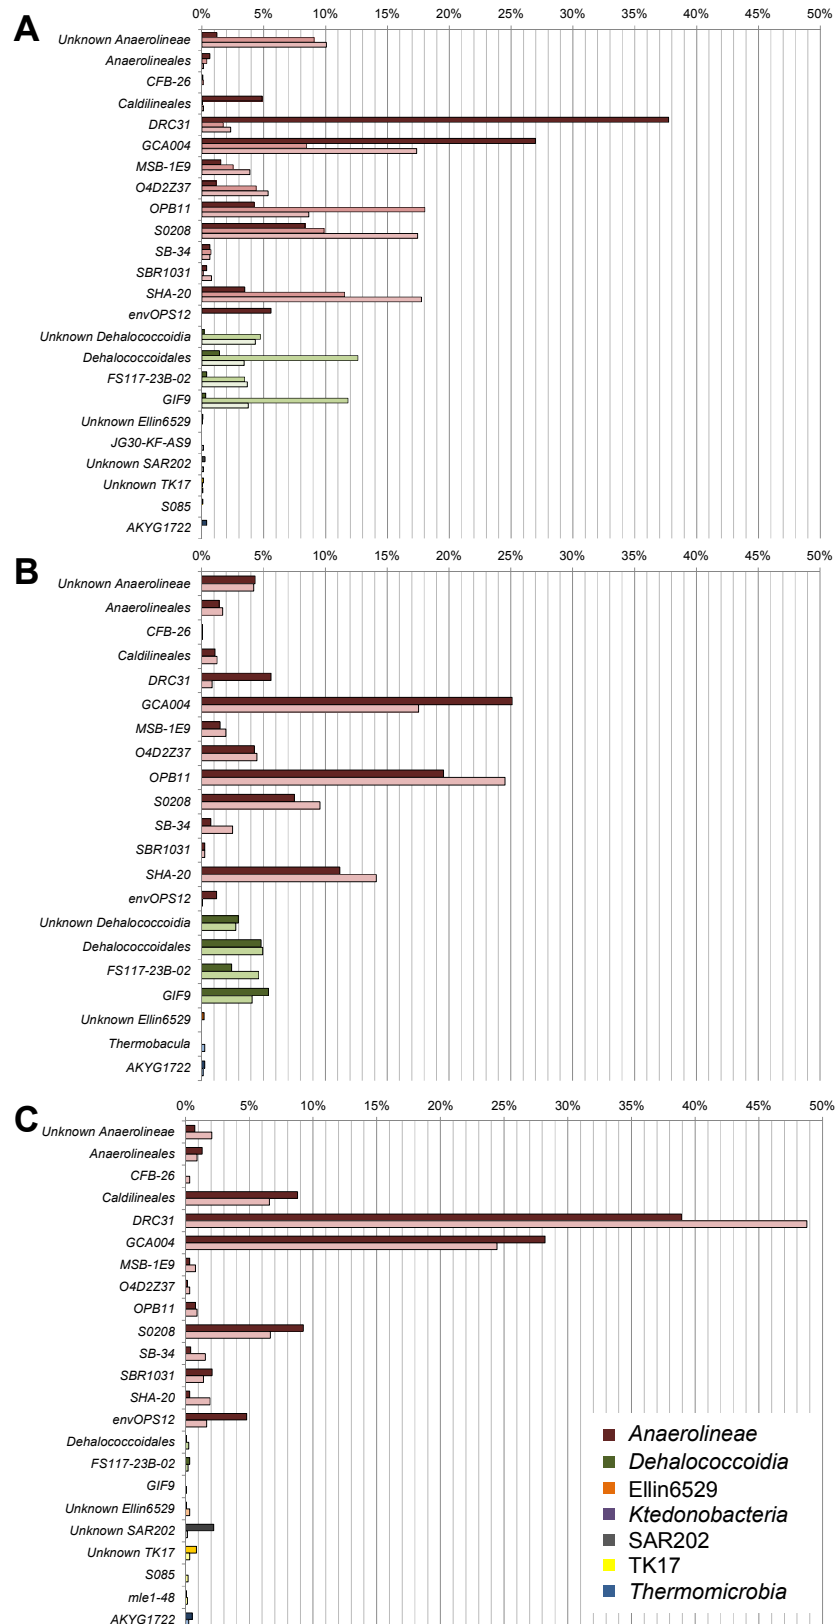 A
0% 5% 10% 15% 20% 25% 30% 35% 40% 45% 50%
Unknown Anaerolineae
Anaerolineales
CFB-26
Caldilineales
DRC31
GCA004
MSB-1E9
O4D2Z37
OPB11
S0208
SB-34
SBR1031
SHA-20
envOPS12
Unknown Dehalococcoidia
Dehalococcoidales
FS117-23B-02
GIF9
Unknown Ellin6529
JG30-KF-AS9
Unknown SAR202
Unknown TK17
S085
AKYG1722
B
0% 5% 10% 15% 20% 25% 30% 35% 40% 45% 50%
Unknown Anaerolineae
Anaerolineales
CFB-26
Caldilineales
DRC31
GCA004
MSB-1E9
O4D2Z37
OPB11
S0208
SB-34
SBR1031
SHA-20
envOPS12
Unknown Dehalococcoidia
Dehalococcoidales
FS117-23B-02
GIF9
Unknown Ellin6529
Thermobacula
AKYG1722
C
0% 5% 10% 15% 20% 25% 30% 35% 40% 45% 50%
Unknown Anaerolineae
Anaerolineales
CFB-26
Caldilineales
DRC31
GCA004
MSB-1E9
O4D2Z37
OPB11
S0208
SB-34
SBR1031
SHA-20
envOPS12
Dehalococcoidales
FS117-23B-02
GIF9
Unknown Ellin6529
Unknown SAR202
Unknown TK17
S085
mle1-48
AKYG1722
Anaerolineae
Dehalococcoidia
Ellin6529
Ktedonobacteria
SAR202
TK17
Thermomicrobia